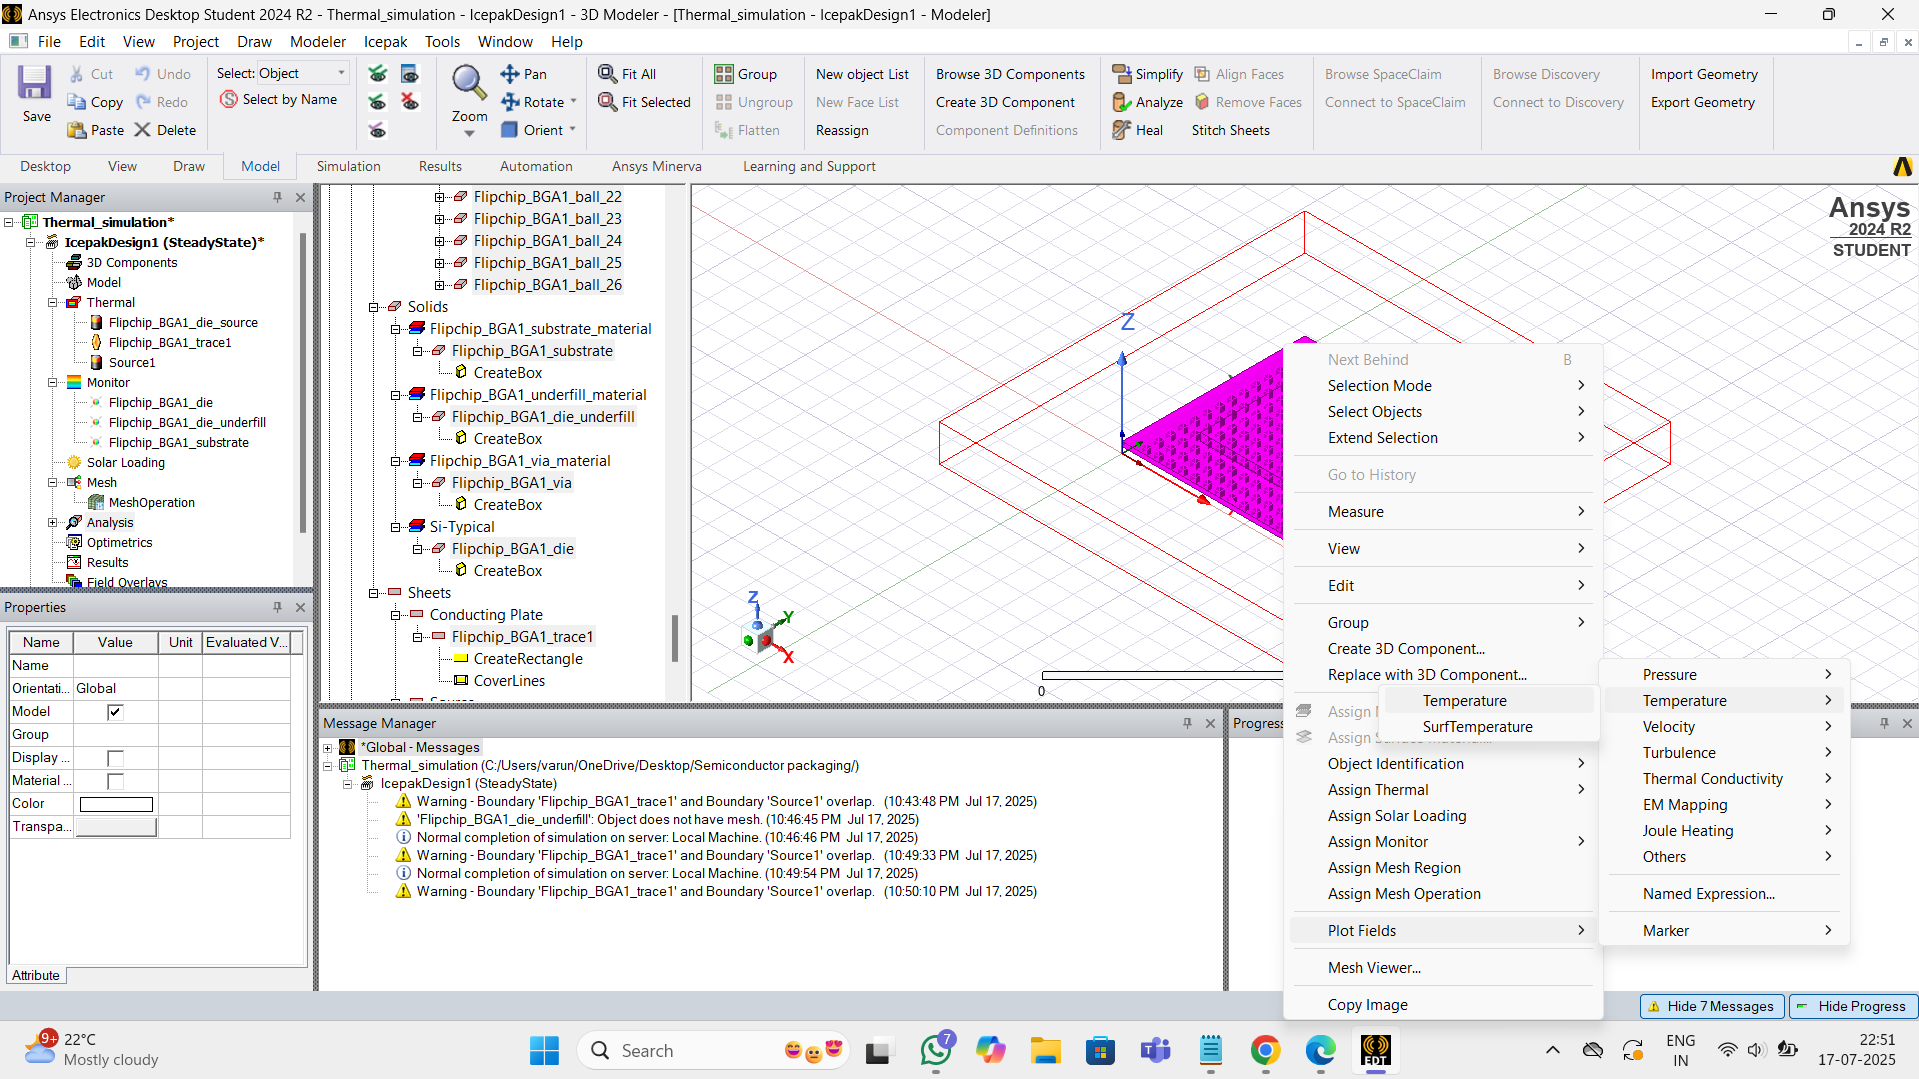 Ansys Electronics Desktop Student 2024 R2 - Thermal_simulation - IcepakDesign1 - 3D Modeler - [Thermal_simulation - IcepakDesign1 - Modeler]
File Edit View Project Draw Modeler Icepak Tools Window Help
Save
Cut
Copy
Paste
Undo
Redo
Delete
Select: Object
Select by Name
Zoom
Pan
Rotate
Orient
Fit All
Fit Selected
Group
Ungroup
Flatten
New object List
New Face List
Reassign
Browse 3D Components
Create 3D Component
Component Definitions
Simplify
Analyze
Heal
Align Faces
Remove Faces
Stitch Sheets
Browse SpaceClaim
Connect to SpaceClaim
Browse Discovery
Connect to Discovery
Import Geometry
Export Geometry
Desktop View Draw Model Simulation Results Automation Ansys Minerva Learning and Support
Project Manager
Thermal_simulation*
IcepakDesign1 (SteadyState)*
3D Components
Model
Thermal
Flipchip_BGA1_die_source
Flipchip_BGA1_trace1
Source1
Monitor
Flipchip_BGA1_die
Flipchip_BGA1_die_underfill
Flipchip_BGA1_substrate
Solar Loading
Mesh
MeshOperation
Analysis
Optimetrics
Results
Field Overlays
Properties
Name Value Unit Evaluated V...
Name
Orientati... Global
Model
Group
Display ...
Material ...
Color
Transpa...
Attribute
Flipchip_BGA1_ball_22
Flipchip_BGA1_ball_23
Flipchip_BGA1_ball_24
Flipchip_BGA1_ball_25
Flipchip_BGA1_ball_26
Solids
Flipchip_BGA1_substrate_material
Flipchip_BGA1_substrate
CreateBox
Flipchip_BGA1_underfill_material
Flipchip_BGA1_die_underfill
CreateBox
Flipchip_BGA1_via_material
Flipchip_BGA1_via
CreateBox
Si-Typical
Flipchip_BGA1_die
CreateBox
Sheets
Conducting Plate
Flipchip_BGA1_trace1
CreateRectangle
CoverLines
Ansys
2024 R2
STUDENT
Z
Z
Y
X
0
Next Behind B
Selection Mode
Select Objects
Extend Selection
Go to History
Measure
View
Edit
Group
Create 3D Component...
Replace with 3D Component...
Assign
Assign
Object Identification
Assign Thermal
Assign Solar Loading
Assign Monitor
Assign Mesh Region
Assign Mesh Operation
Plot Fields
Mesh Viewer...
Copy Image
Temperature
SurfTemperature
Pressure
Temperature
Velocity
Turbulence
Thermal Conductivity
EM Mapping
Joule Heating
Others
Named Expression...
Marker
Message Manager
*Global - Messages
Thermal_simulation (C:/Users/varun/OneDrive/Desktop/Semiconductor packaging/)
IcepakDesign1 (SteadyState)
Warning - Boundary 'Flipchip_BGA1_trace1' and Boundary 'Source1' overlap. (10:43:48 PM Jul 17, 2025)
'Flipchip_BGA1_die_underfill': Object does not have mesh. (10:46:45 PM Jul 17, 2025)
Normal completion of simulation on server: Local Machine. (10:46:46 PM Jul 17, 2025)
Warning - Boundary 'Flipchip_BGA1_trace1' and Boundary 'Source1' overlap. (10:49:33 PM Jul 17, 2025)
Normal completion of simulation on server: Local Machine. (10:49:54 PM Jul 17, 2025)
Warning - Boundary 'Flipchip_BGA1_trace1' and Boundary 'Source1' overlap. (10:50:10 PM Jul 17, 2025)
Progres
Hide 7 Messages
Hide Progress
9+
22°C
Mostly cloudy
Search
7
EDT
ENG
IN
22:51
17-07-2025